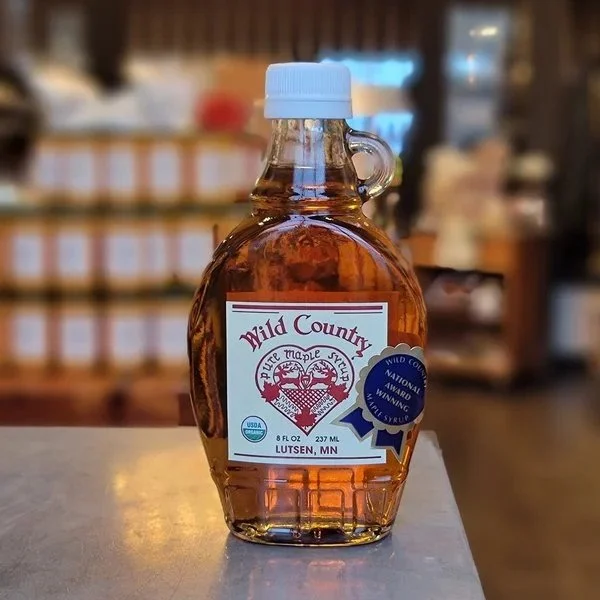 Wild Country
PURE MAPLE SYRUP
USDA
ORGANIC
8 FL OZ 237 ML
LUTSEN, MN
WILD COUNTRY
NATIONAL
AWARD
WINNING
MAPLE SYRUP